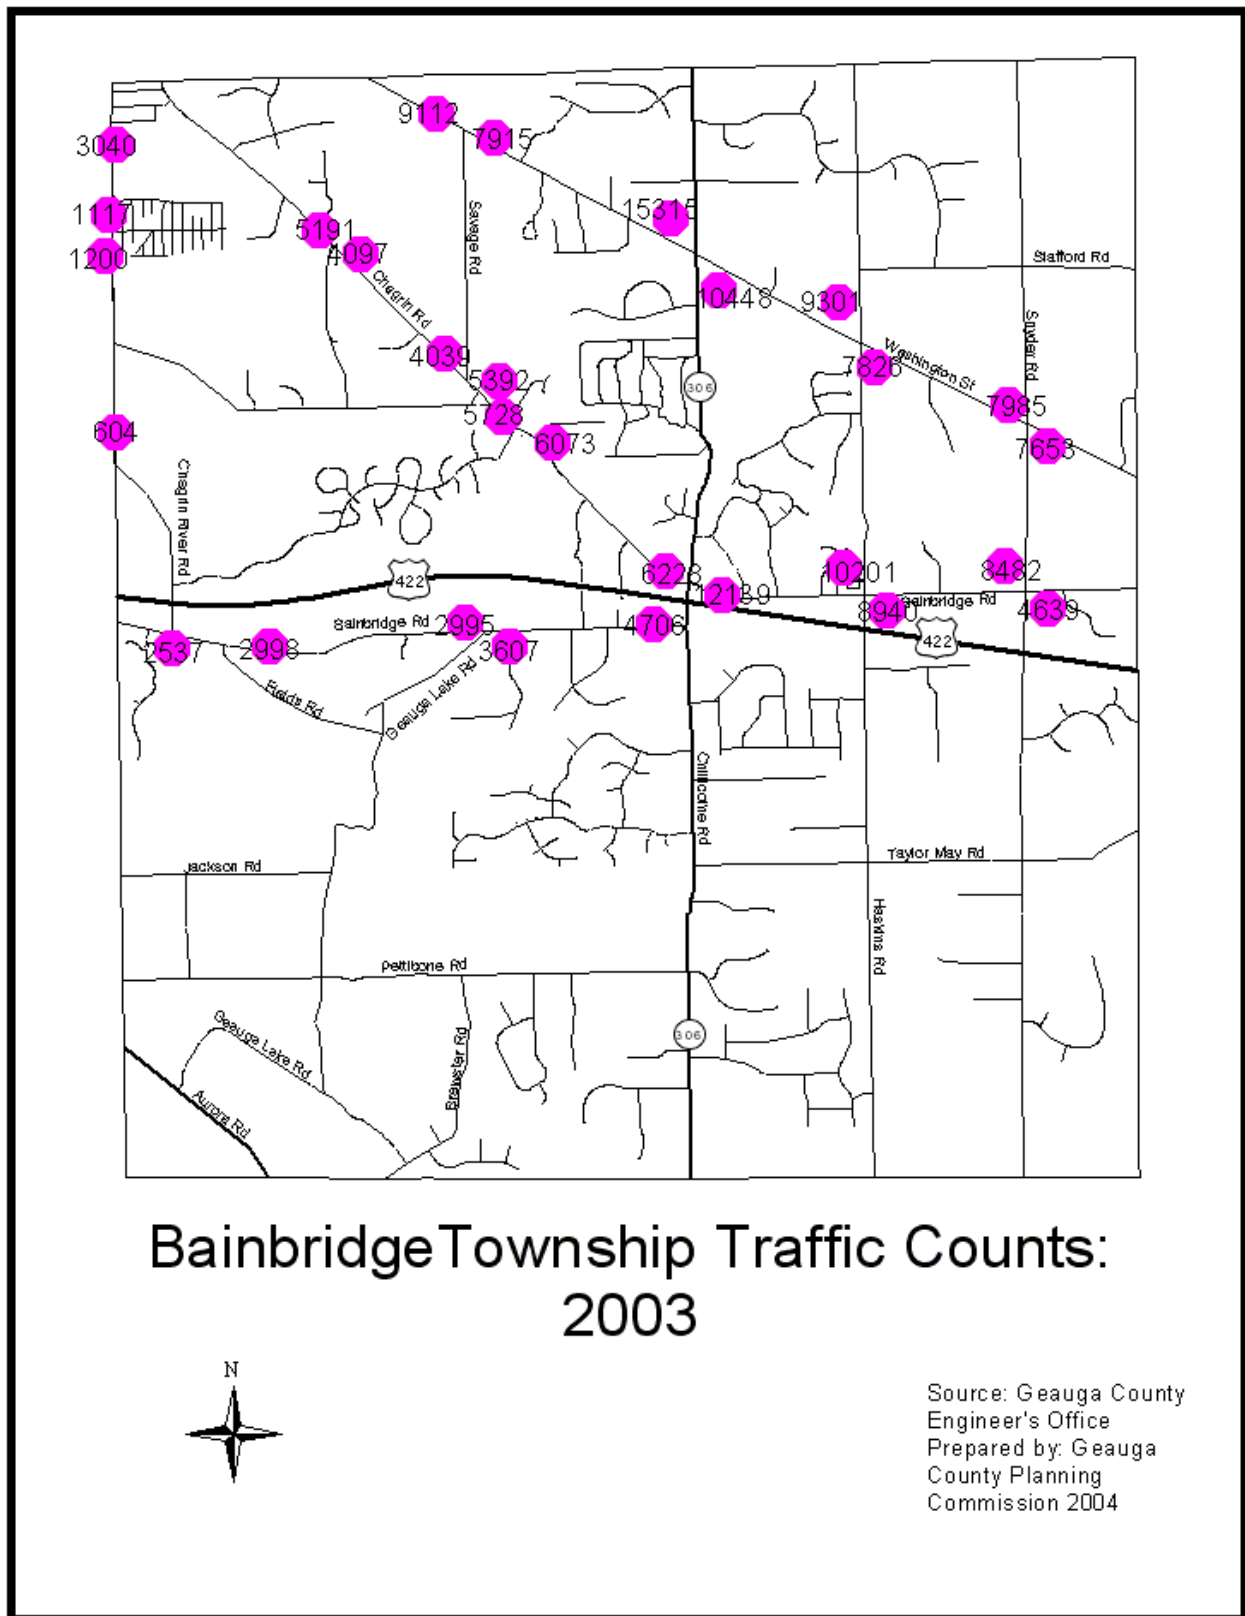 9112
7915
3040
15315
1117
5191
1200
4097
Savage Rd
Stafford Rd
Chagrin Rd
10448
9301
Snyder Rd
4039
Washington St
7826
5392
306
7985
5728
604
6073
7653
Chagrin River Rd
422
6223
12139
10201
8482
Bainbridge Rd
8940
4639
422
Bainbridge Rd
2995
4706
2537
2998
3607
Fields Rd
Geauga Lake Rd
Chillicothe Rd
Jackson Rd
Taylor May Rd
Haskins Rd
Pettibone Rd
Geauga Lake Rd
306
Brewster Rd
Aurora Rd
BainbridgeTownship Traffic Counts:
2003
N
Source: Geauga County
Engineer's Office
Prepared by: Geauga
County Planning
Commission 2004